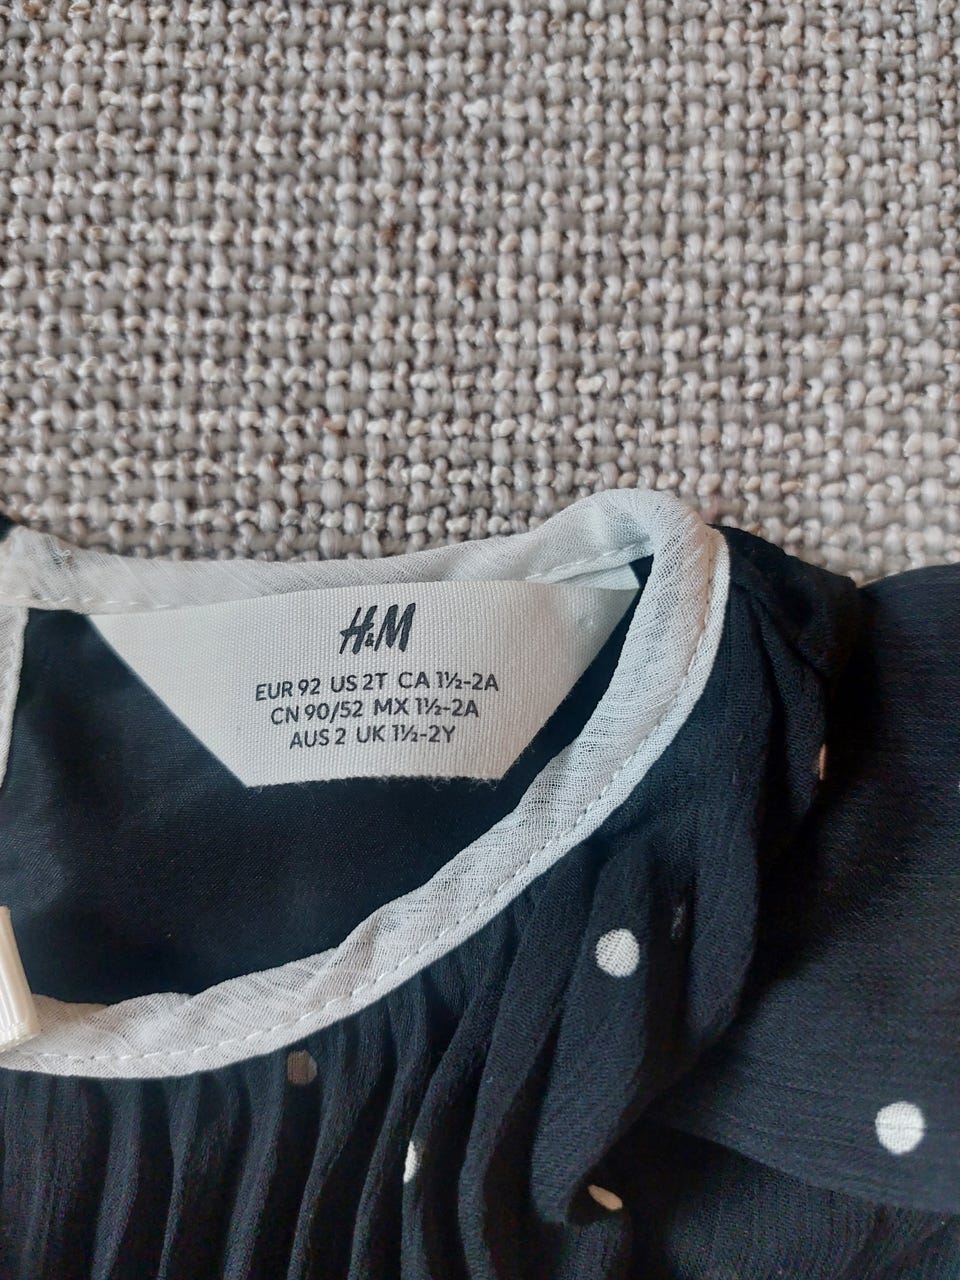 H&M
EUR 92 US 2T CA 1½-2A
CN 90/52 MX 1½-2A
AUS 2 UK 1½-2Y